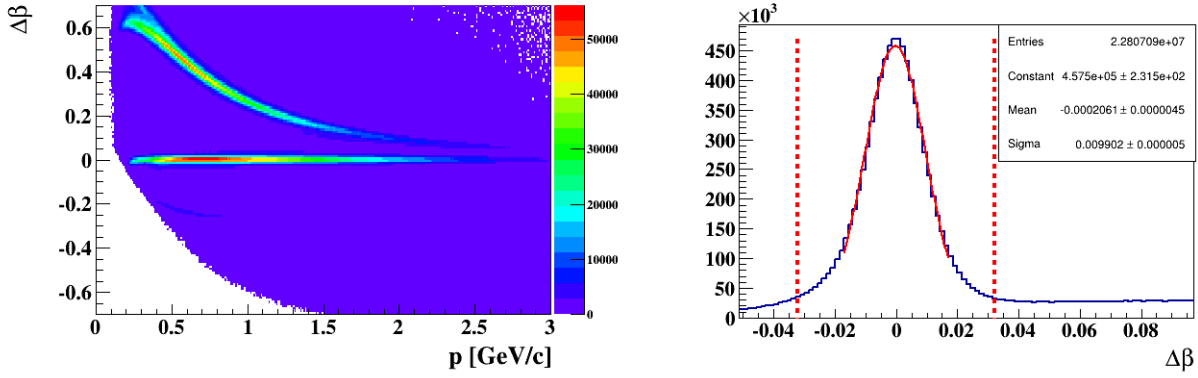 Δβ
0.6
0.4
0.2
0
-0.2
-0.4
-0.6
0 0.5 1 1.5 2 2.5 3
p [GeV/c]
50000
40000
30000
20000
10000
0
×10³
450
400
350
300
250
200
150
100
50
0
-0.04 -0.02 0 0.02 0.04 0.06 0.08
Δβ
Entries 2.280709e+07
Constant 4.575e+05 ± 2.315e+02
Mean -0.0002061 ± 0.0000045
Sigma 0.009902 ± 0.000005